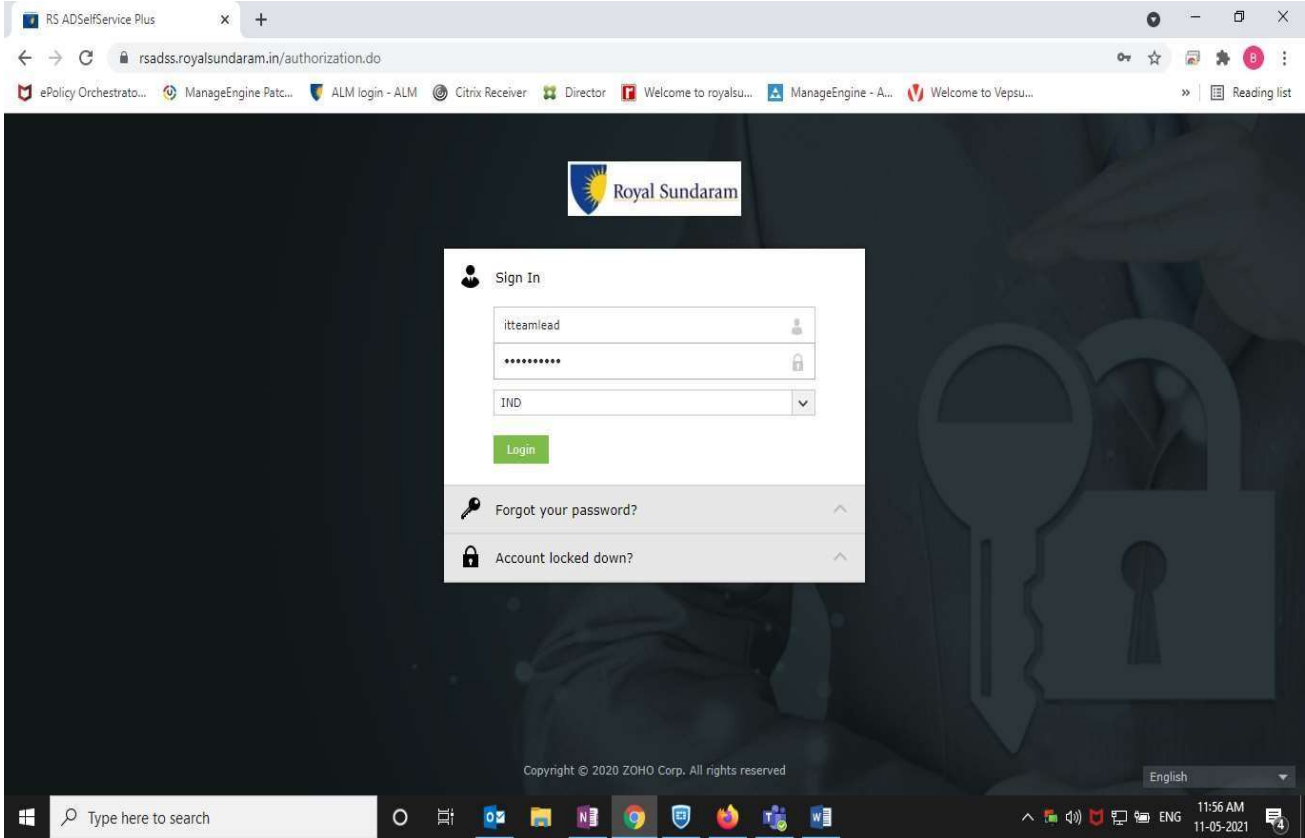 RS ADSelfService Plus
rsadss.royalsundaram.in/authorization.do
B
ePolicy Orchestrato... ManageEngine Patc... ALM login - ALM Citrix Receiver Director Welcome to royalsu... ManageEngine - A... Welcome to Vepsu... » Reading list
Royal Sundaram
Sign In
itteamlead
••••••••••
IND
Login
Forgot your password?
Account locked down?
Copyright © 2020 ZOHO Corp. All rights reserved
English
Type here to search
ENG
11:56 AM
11-05-2021
4